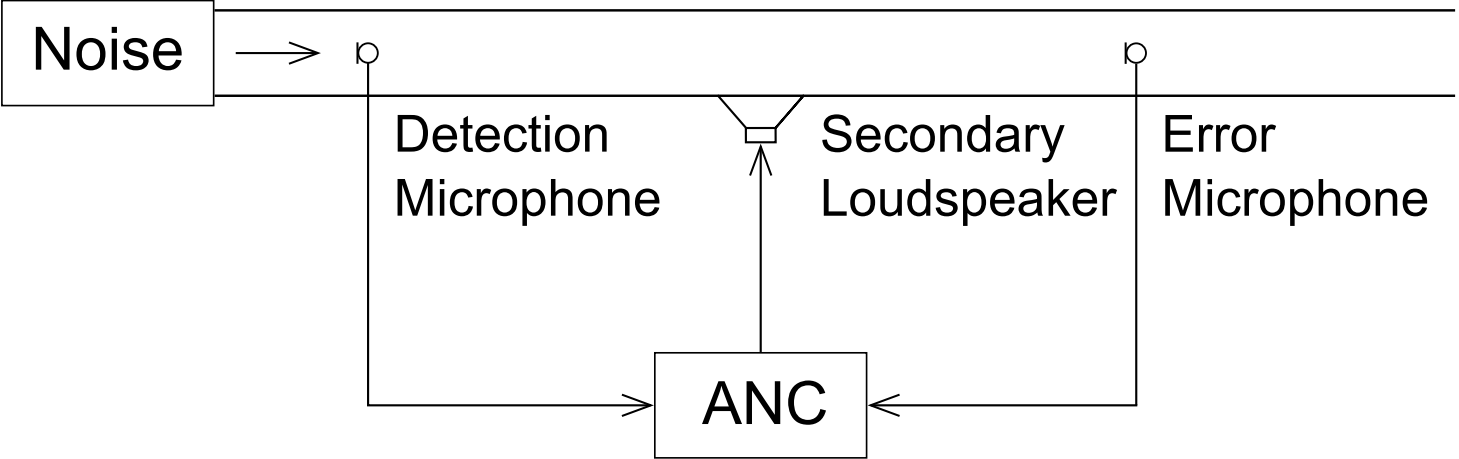 Noise
Detection
Microphone
Secondary
Loudspeaker
Error
Microphone
ANC